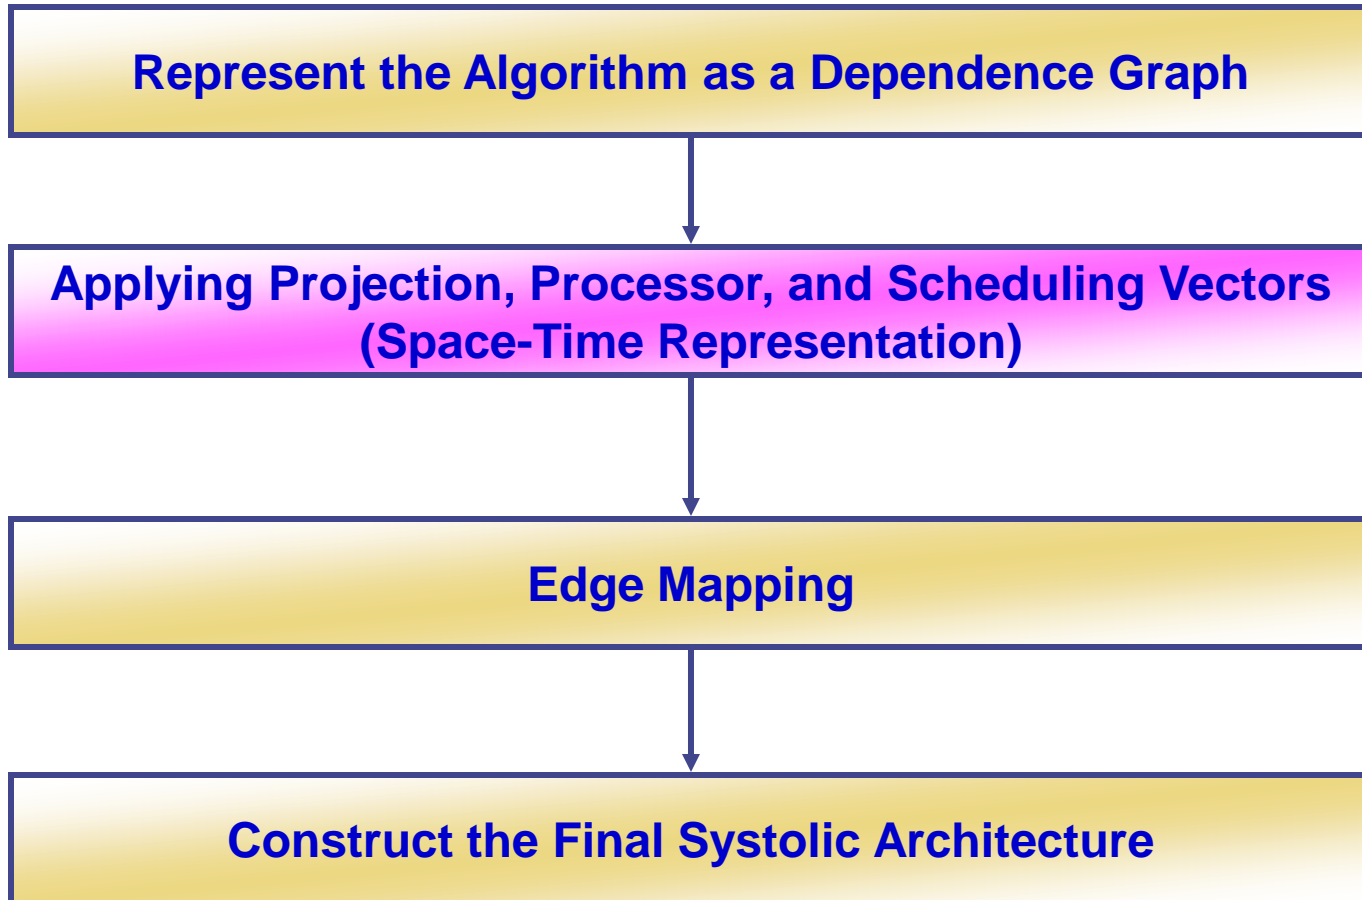 Represent the Algorithm as a Dependence Graph
Applying Projection, Processor, and Scheduling Vectors
(Space-Time Representation)
Edge Mapping
Construct the Final Systolic Architecture